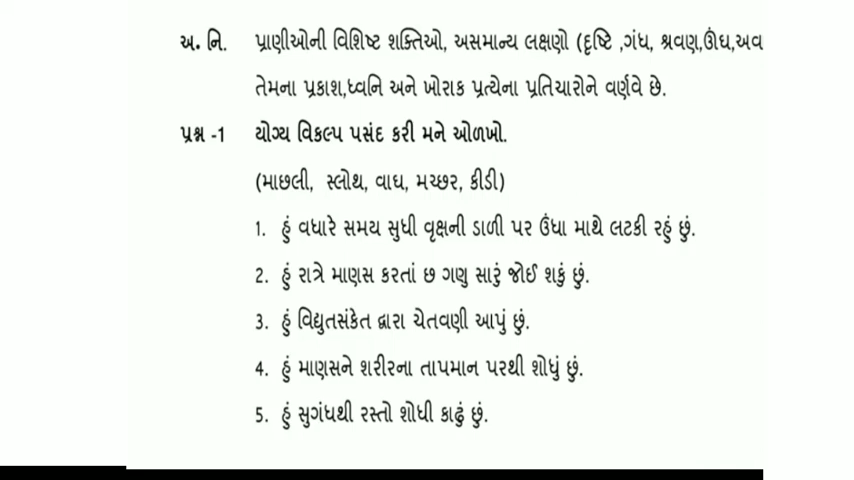 અ. નિ. પ્રાણીઓની વિશિષ્ટ શક્તિઓ, અસમાન્ય લક્ષણો (દૃષ્ટિ ,ગંધ, શ્રવણ,ઊંઘ,અવ
તેમના પ્રકાશ,ધ્વનિ અને ખોરાક પ્રત્યેના પ્રતિચારોને વર્ણવે છે.
પ્રશ્ન -1 યોગ્ય વિકલ્પ પસંદ કરી મને ઓળખો.
(માછલી, સ્લોથ, વાઘ, મચ્છર, કીડી)
1. હું વધારે સમય સુધી વૃક્ષની ડાળી પર ઉંધા માથે લટકી રહું છું.
2. હું રાત્રે માણસ કરતાં છ ગણુ સારું જોઈ શકું છું.
3. હું વિદ્યુતસંકેત દ્વારા ચેતવણી આપું છું.
4. હું માણસને શરીરના તાપમાન પરથી શોધું છું.
5. હું સુગંધથી રસ્તો શોધી કાઢું છું.